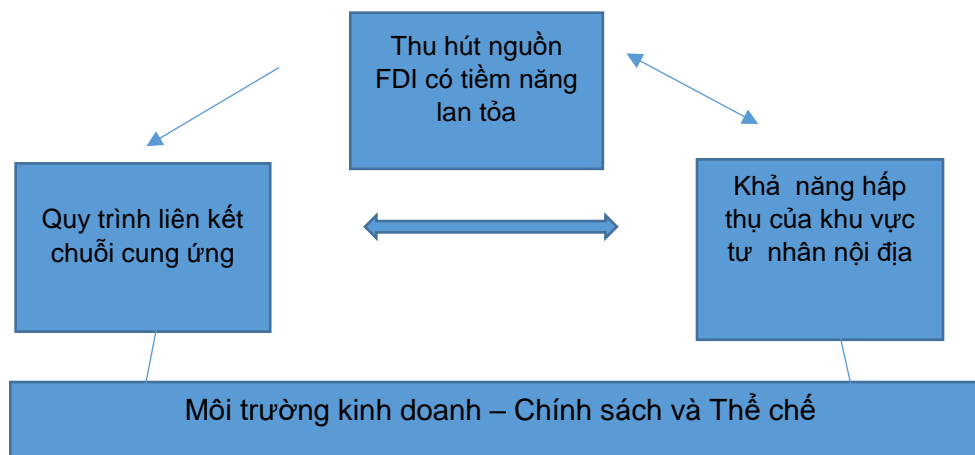 Thu hút nguồn
FDI có tiềm năng
lan tỏa
Quy trình liên kết
chuỗi cung ứng
Khả năng hấp
thụ của khu vực
tư nhân nội địa
Môi trường kinh doanh – Chính sách và Thể chế